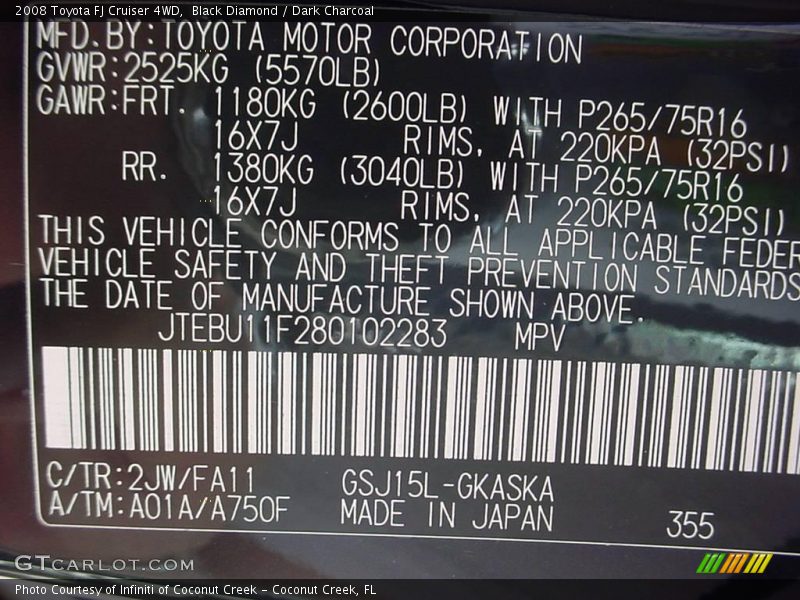 2008 Toyota FJ Cruiser 4WD, Black Diamond / Dark Charcoal
MFD.BY:TOYOTA MOTOR CORPORATION
GVWR:2525KG (5570LB)
GAWR:FRT. 1180KG (2600LB) WITH P265/75R16
16X7J RIMS, AT 220KPA (32PSI)
RR. 1380KG (3040LB) WITH P265/75R16
16X7J RIMS, AT 220KPA (32PSI)
THIS VEHICLE CONFORMS TO ALL APPLICABLE FEDER
VEHICLE SAFETY AND THEFT PREVENTION STANDARDS
THE DATE OF MANUFACTURE SHOWN ABOVE.
JTEBU11F280102283 MPV
C/TR:2JW/FA11 GSJ15L-GKASKA
A/TM:A01A/A750F MADE IN JAPAN 355
GTCARLOT.COM
Photo Courtesy of Infiniti of Coconut Creek - Coconut Creek, FL